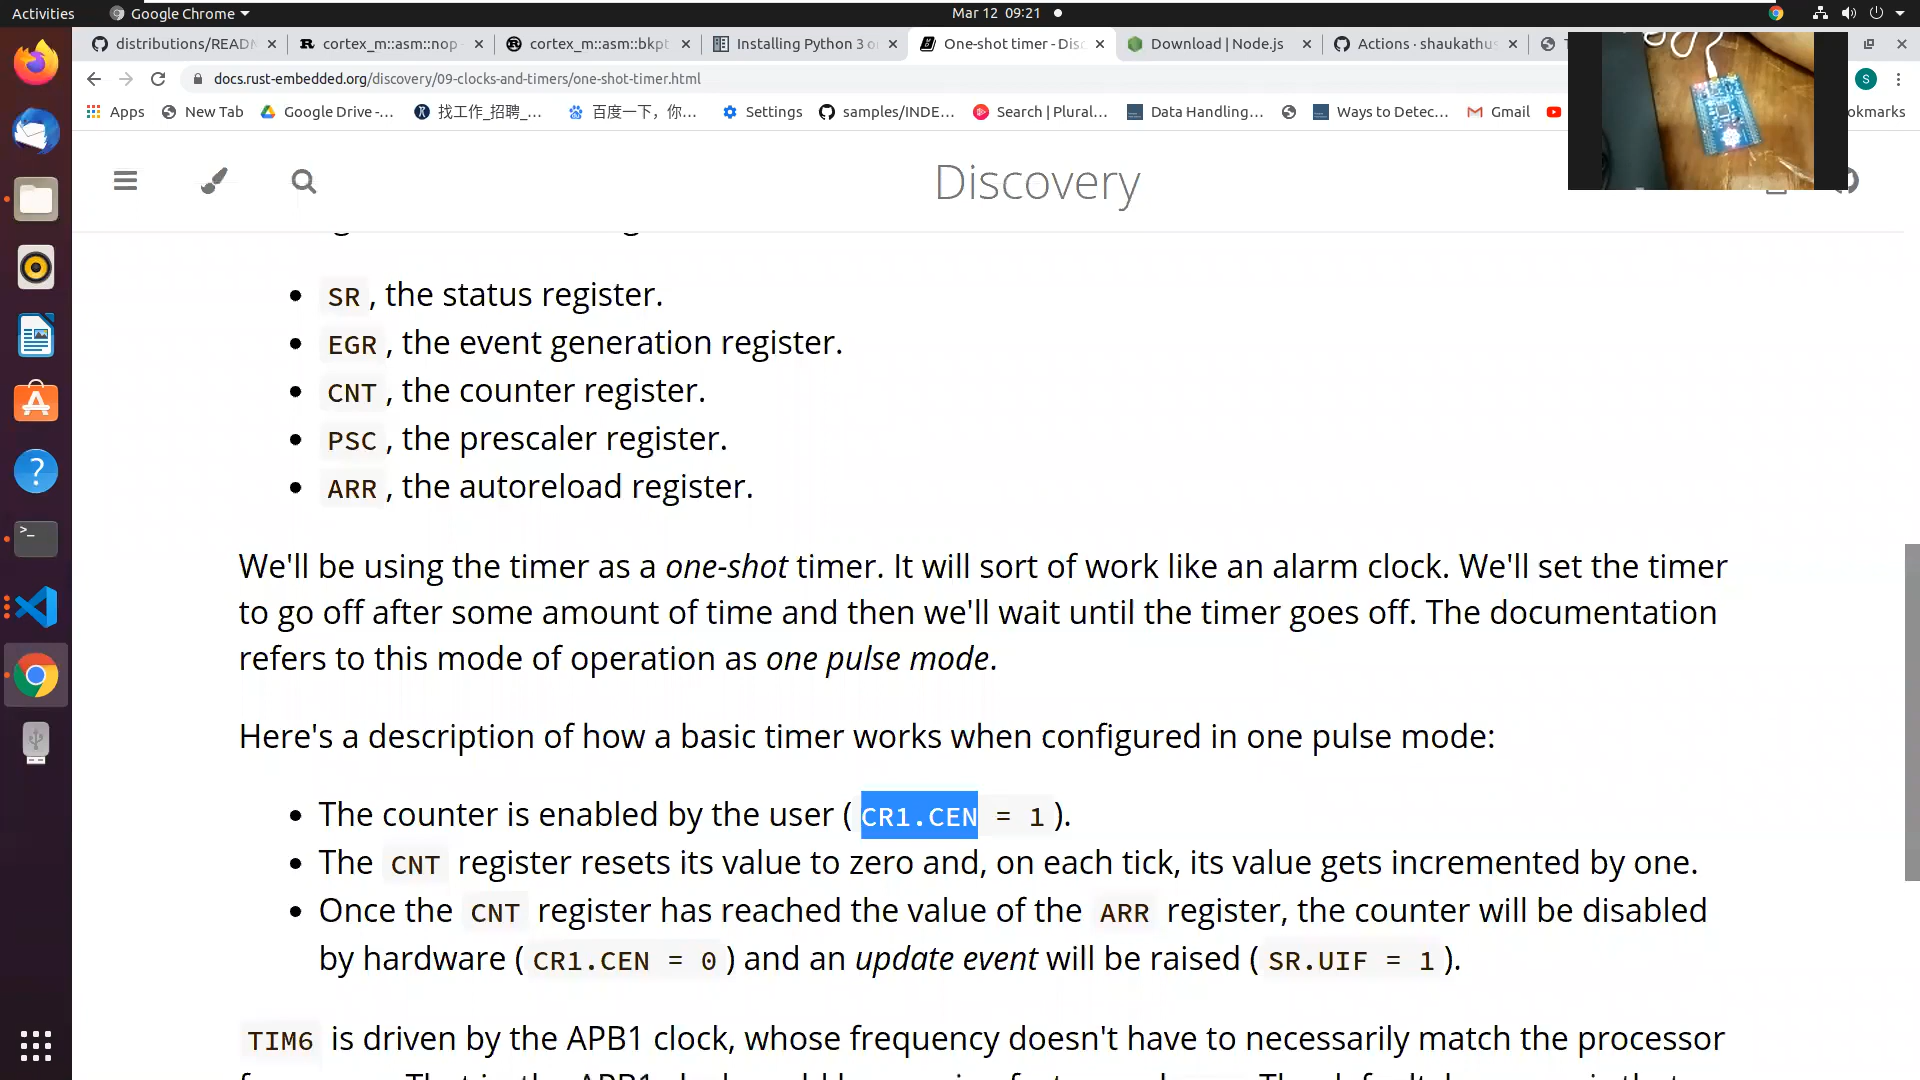 Activities Google Chrome Mar 12 09:21
distributions/READ cortex_m::asm::nop cortex_m::asm::bkpt Installing Python 3 o One-shot timer - Disc Download | Node.js Actions · shaukathus
docs.rust-embedded.org/discovery/09-clocks-and-timers/one-shot-timer.html S
Apps New Tab Google Drive -... 找工作_招聘_... 百度一下，你... Settings samples/INDE... Search | Plural... Data Handling,... Ways to Detec... Gmail okmarks
Discovery
• SR, the status register.
• EGR, the event generation register.
• CNT, the counter register.
• PSC, the prescaler register.
• ARR, the autoreload register.
We'll be using the timer as a one-shot timer. It will sort of work like an alarm clock. We'll set the timer
to go off after some amount of time and then we'll wait until the timer goes off. The documentation
refers to this mode of operation as one pulse mode.
Here's a description of how a basic timer works when configured in one pulse mode:
• The counter is enabled by the user (CR1.CEN = 1).
• The CNT register resets its value to zero and, on each tick, its value gets incremented by one.
• Once the CNT register has reached the value of the ARR register, the counter will be disabled
by hardware (CR1.CEN = 0) and an update event will be raised (SR.UIF = 1).
TIM6 is driven by the APB1 clock, whose frequency doesn't have to necessarily match the processor